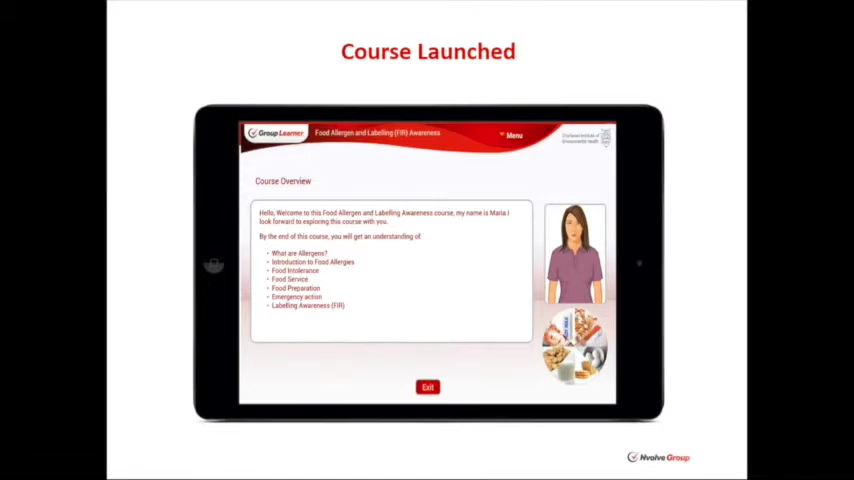 Course Launched
Group Learner
Food Allergen and Labelling (FIR) Awareness
Menu
Chartered Institute of
Environmental Health
Course Overview
Hello, Welcome to this Food Allergen and Labelling Awareness course, my name is Maria I
look forward to exploring this course with you.
By the end of this course, you will get an understanding of:
• What are Allergens?
• Introduction to Food Allergies
• Food Intolerance
• Food Service
• Food Preparation
• Emergency action
• Labelling Awareness (FIR)
Exit
Nvolve Group